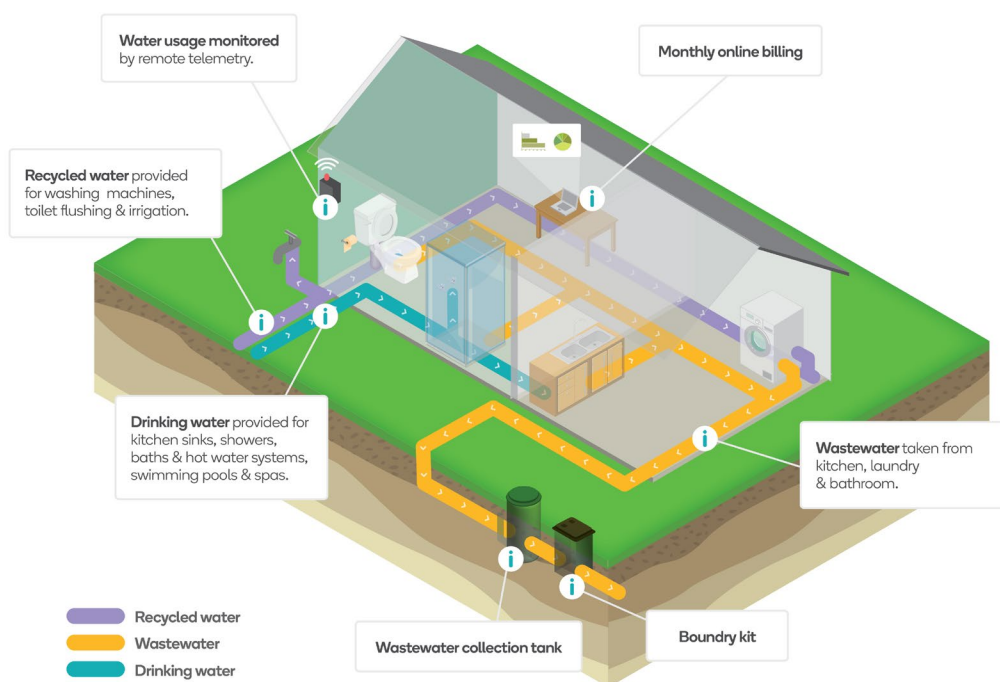 Water usage monitored
by remote telemetry.
Monthly online billing
Recycled water provided
for washing machines,
toilet flushing & irrigation.
Drinking water provided for
kitchen sinks, showers,
baths & hot water systems,
swimming pools & spas.
Wastewater taken from
kitchen, laundry
& bathroom.
Wastewater collection tank
Boundry kit
Recycled water
Wastewater
Drinking water